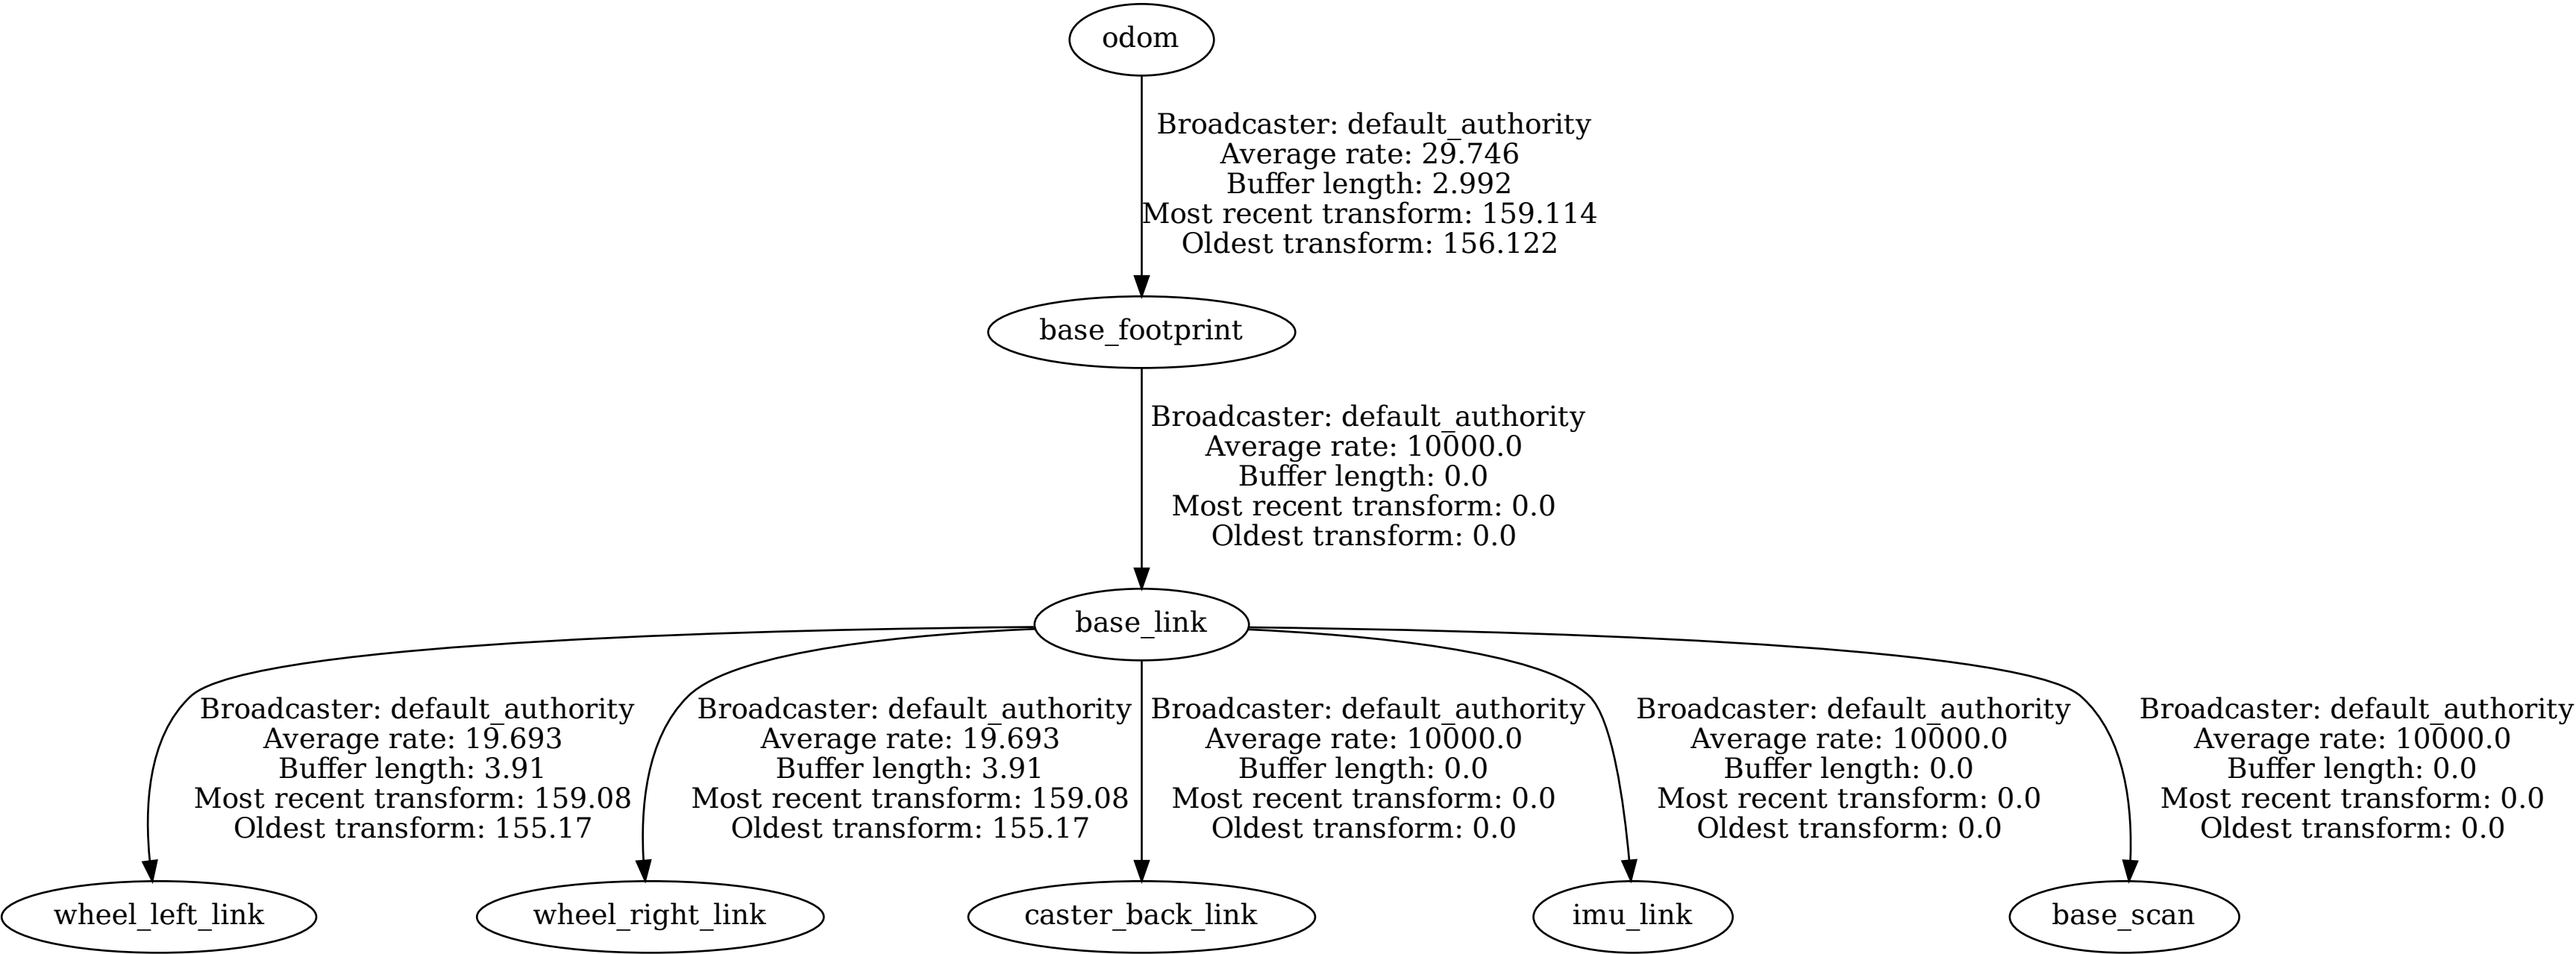 odom
Broadcaster: default_authority
Average rate: 29.746
Buffer length: 2.992
Most recent transform: 159.114
Oldest transform: 156.122
base_footprint
Broadcaster: default_authority
Average rate: 10000.0
Buffer length: 0.0
Most recent transform: 0.0
Oldest transform: 0.0
base_link
Broadcaster: default_authority
Average rate: 19.693
Buffer length: 3.91
Most recent transform: 159.08
Oldest transform: 155.17
Broadcaster: default_authority
Average rate: 19.693
Buffer length: 3.91
Most recent transform: 159.08
Oldest transform: 155.17
Broadcaster: default_authority
Average rate: 10000.0
Buffer length: 0.0
Most recent transform: 0.0
Oldest transform: 0.0
Broadcaster: default_authority
Average rate: 10000.0
Buffer length: 0.0
Most recent transform: 0.0
Oldest transform: 0.0
Broadcaster: default_authority
Average rate: 10000.0
Buffer length: 0.0
Most recent transform: 0.0
Oldest transform: 0.0
wheel_left_link
wheel_right_link
caster_back_link
imu_link
base_scan